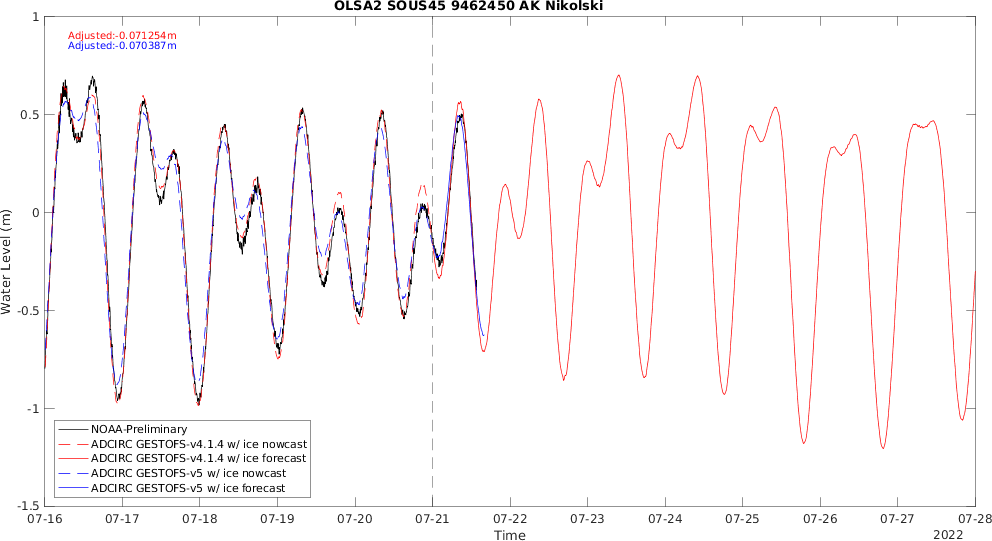 OLSA2 SOUS45 9462450 AK Nikolski
Adjusted:-0.071254m
Adjusted:-0.070387m
1
0.5
0
-0.5
-1
-1.5
Water Level (m)
NOAA-Preliminary
ADCIRC GESTOFS-v4.1.4 w/ ice nowcast
ADCIRC GESTOFS-v4.1.4 w/ ice forecast
ADCIRC GESTOFS-v5 w/ ice nowcast
ADCIRC GESTOFS-v5 w/ ice forecast
07-16 07-17 07-18 07-19 07-20 07-21 07-22 07-23 07-24 07-25 07-26 07-27 07-28
Time
2022